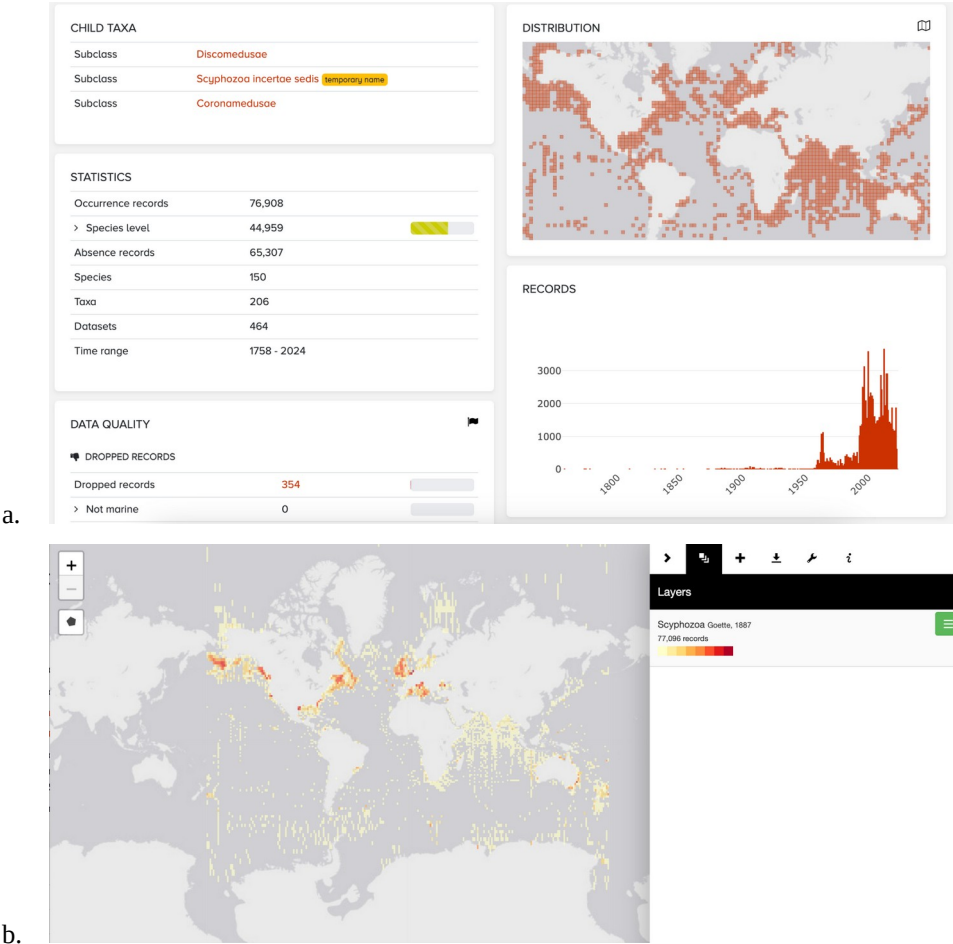 CHILD TAXA
Subclass Discomedusae
Subclass Scyphozoa incertae sedis temporary name
Subclass Coronamedusae
STATISTICS
Occurrence records 76,908
> Species level 44,959
Absence records 65,307
Species 150
Taxa 206
Datasets 464
Time range 1758 - 2024
DATA QUALITY
DROPPED RECORDS
Dropped records 354
> Not marine 0
DISTRIBUTION
RECORDS
3000
2000
1000
0
1800 1850 1900 1950 2000
a.
+
−
Layers
Scyphozoa Goette, 1887
77,096 records
b.